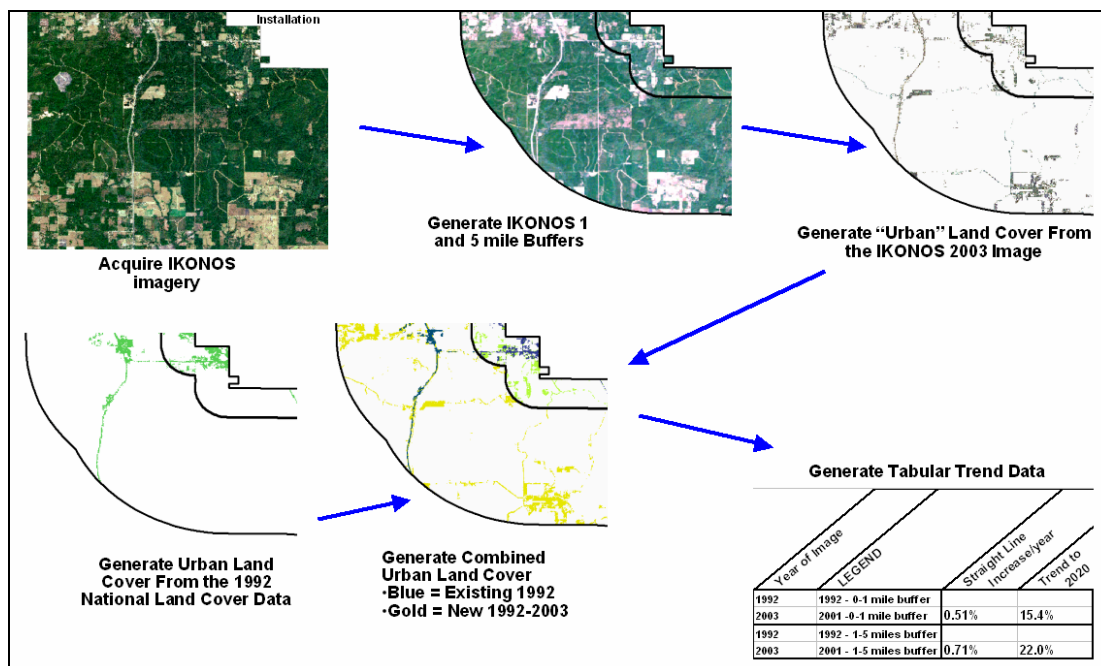 Installation
Acquire IKONOS
imagery
Generate IKONOS 1
and 5 mile Buffers
Generate “Urban” Land Cover From
the IKONOS 2003 Image
Generate Urban Land
Cover From the 1992
National Land Cover Data
Generate Combined
Urban Land Cover
·Blue = Existing 1992
·Gold = New 1992-2003
Generate Tabular Trend Data
Year of Image
LEGEND
Straight Line
Increase/year
Trend to
2020
1992 1992 - 0-1 mile buffer
2003 2001 -0-1 mile buffer 0.51% 15.4%
1992 1992 - 1-5 miles buffer
2003 2001 - 1-5 miles buffer 0.71% 22.0%